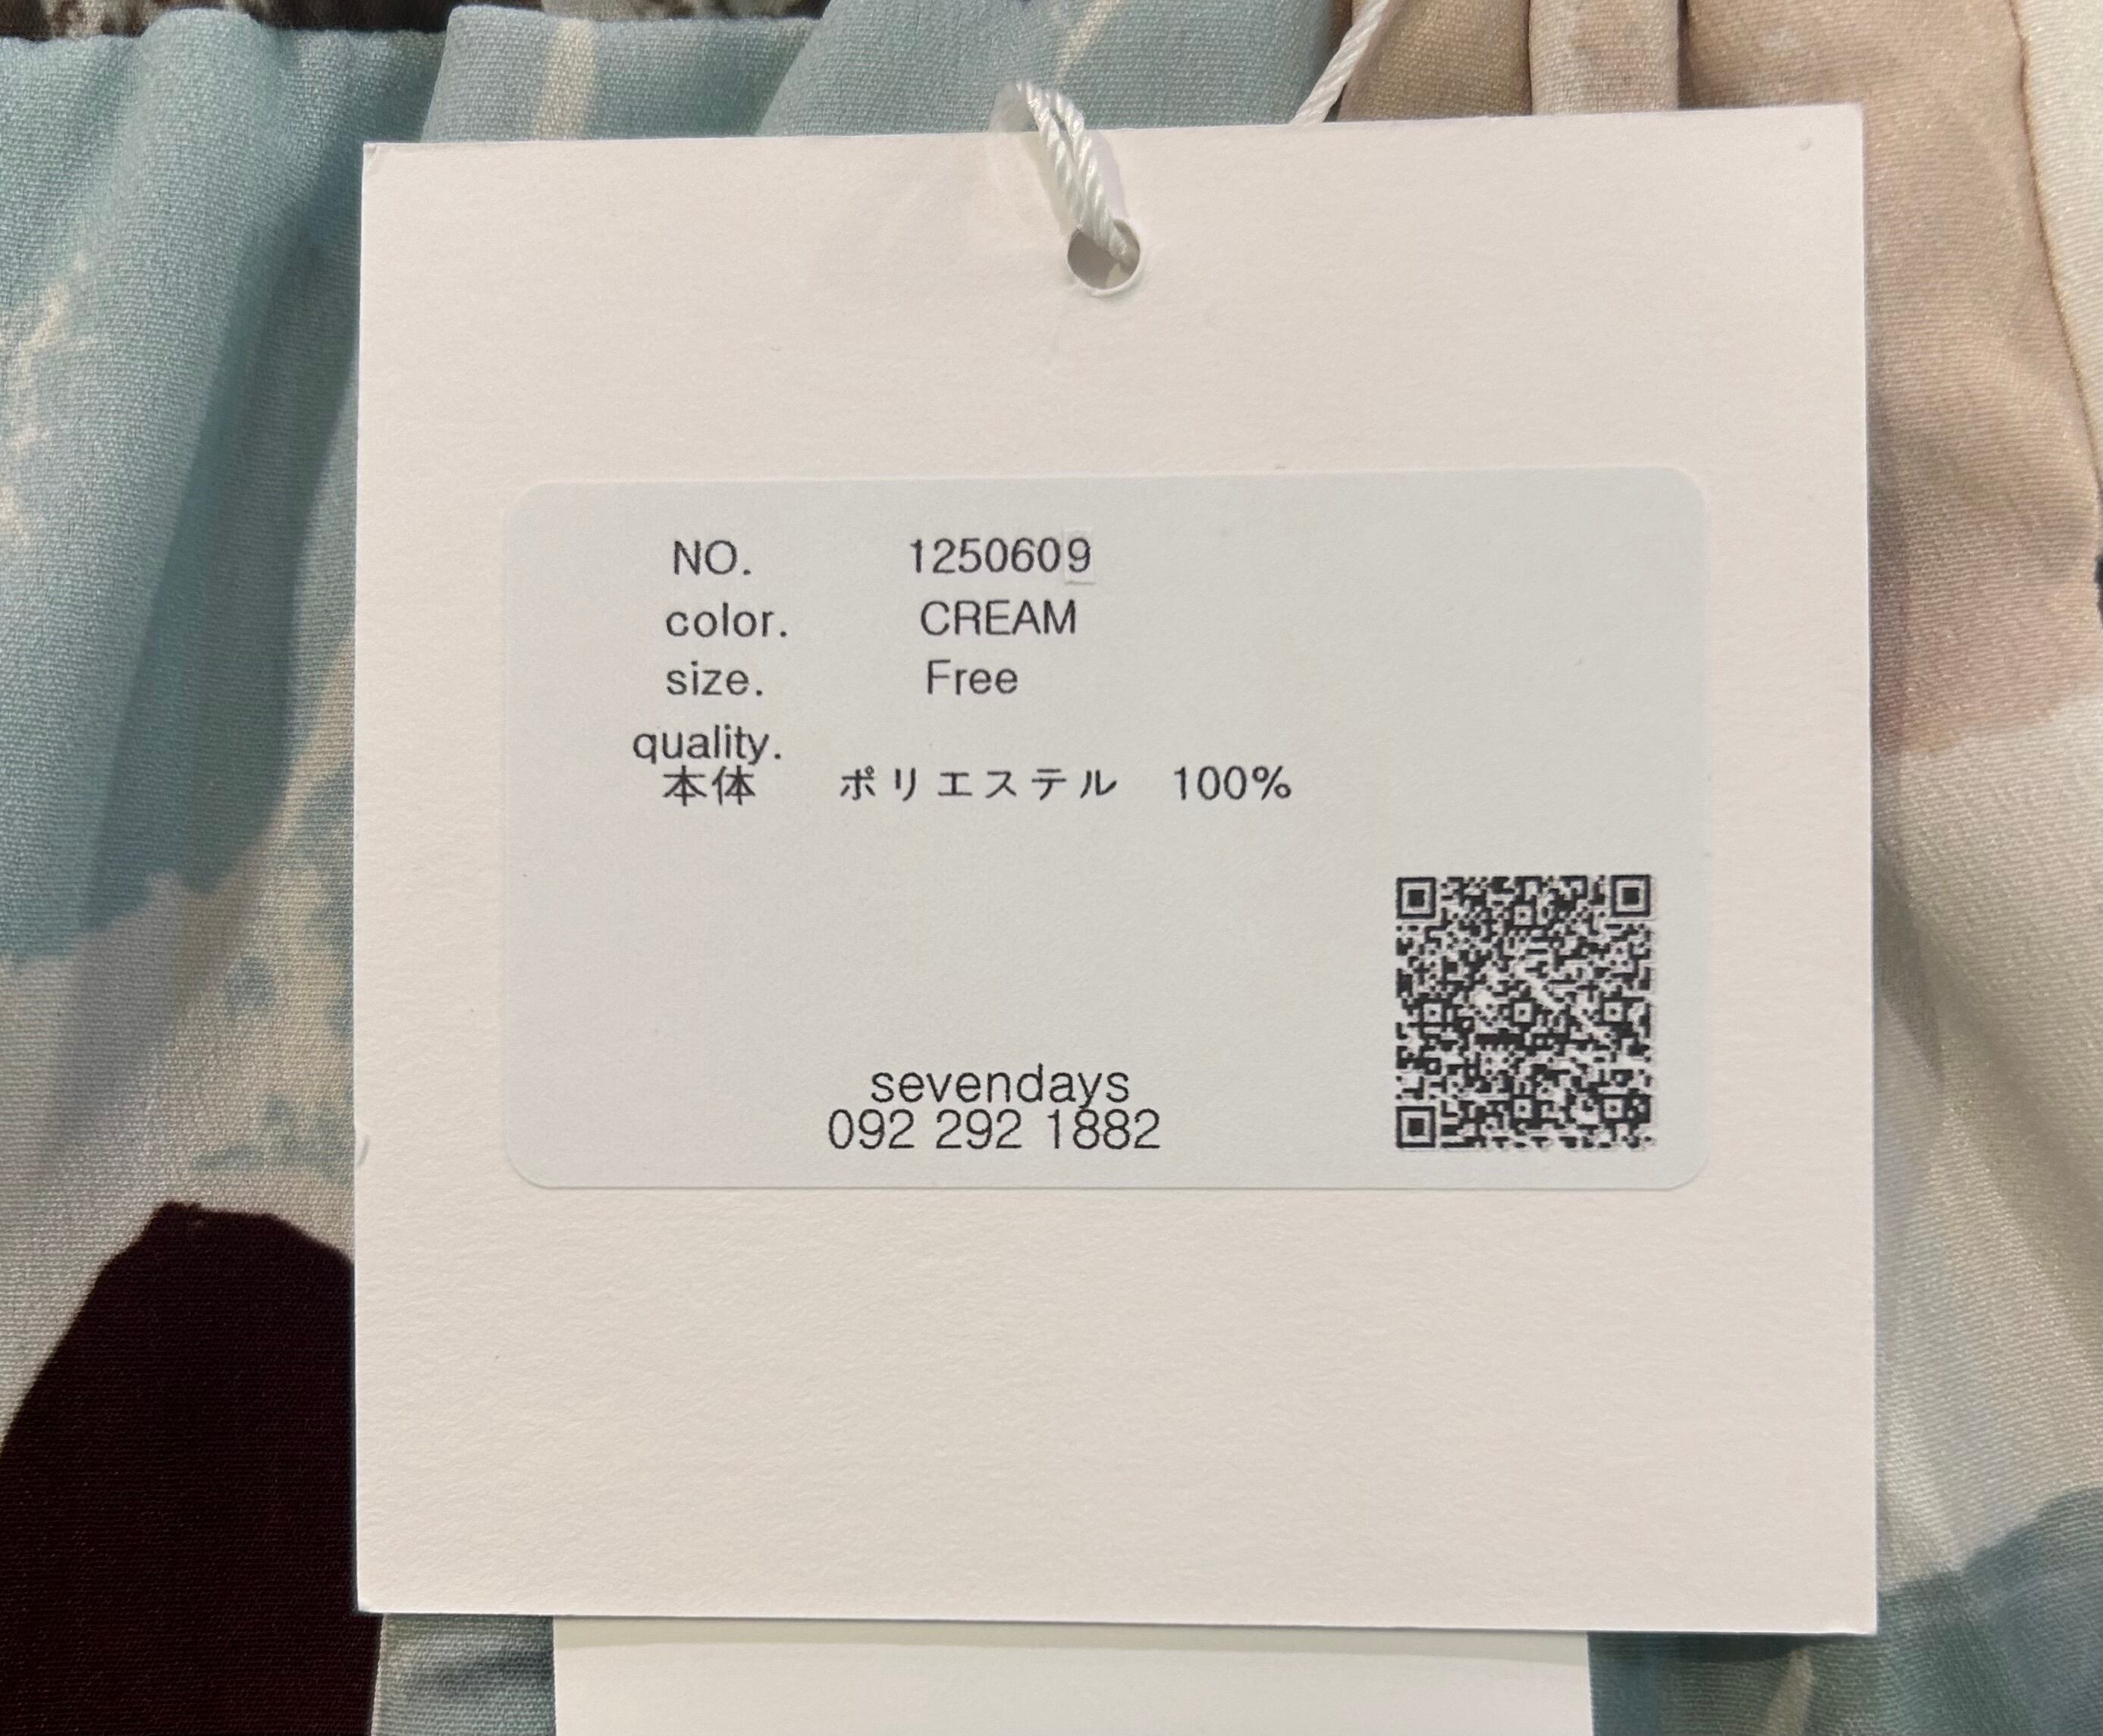 NO. 1250609
color. CREAM
size. Free
quality.
本体 ポリエステル 100%
sevendays
092 292 1882